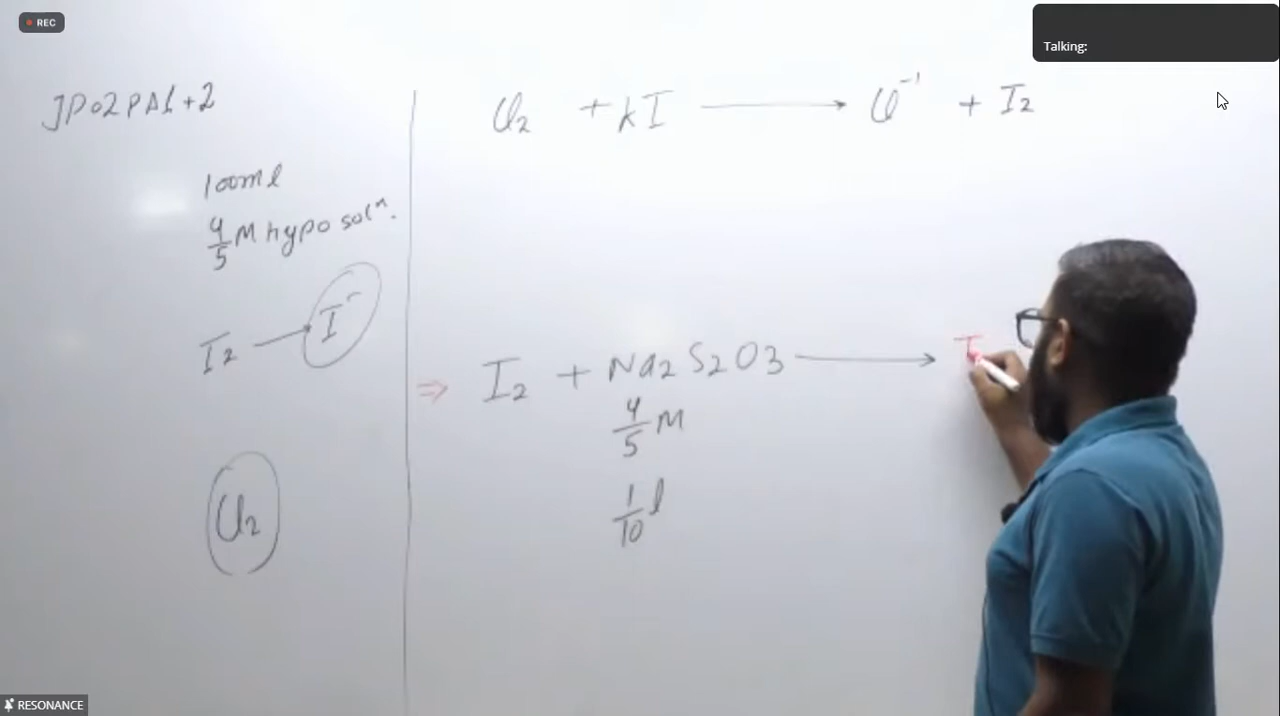 REC
Talking:
JP02PA1+2
100ml
4/5 M hypo solⁿ.
I2 → I⁻
Cl2
Cl2 + kI → Cl⁻¹ + I2
⇒ I2 + Na2S2O3 → I
4/5 M
1/10 l
RESONANCE